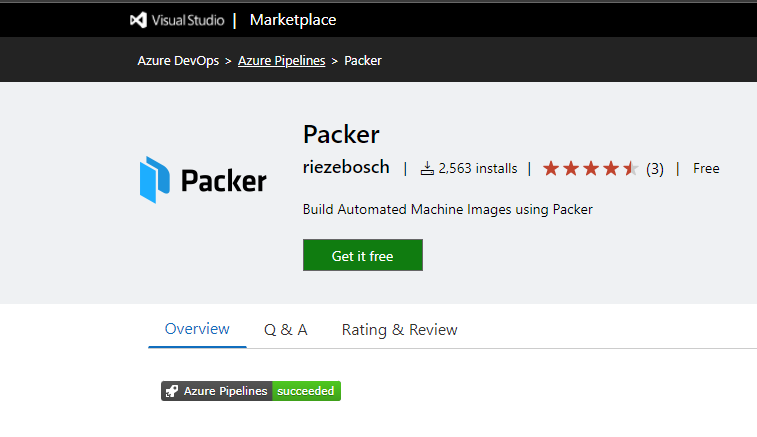 Visual Studio | Marketplace
Azure DevOps > Azure Pipelines > Packer
Packer
Packer
riezebosch | 2,563 installs | (3) | Free
Build Automated Machine Images using Packer
Get it free
Overview Q & A Rating & Review
Azure Pipelines succeeded